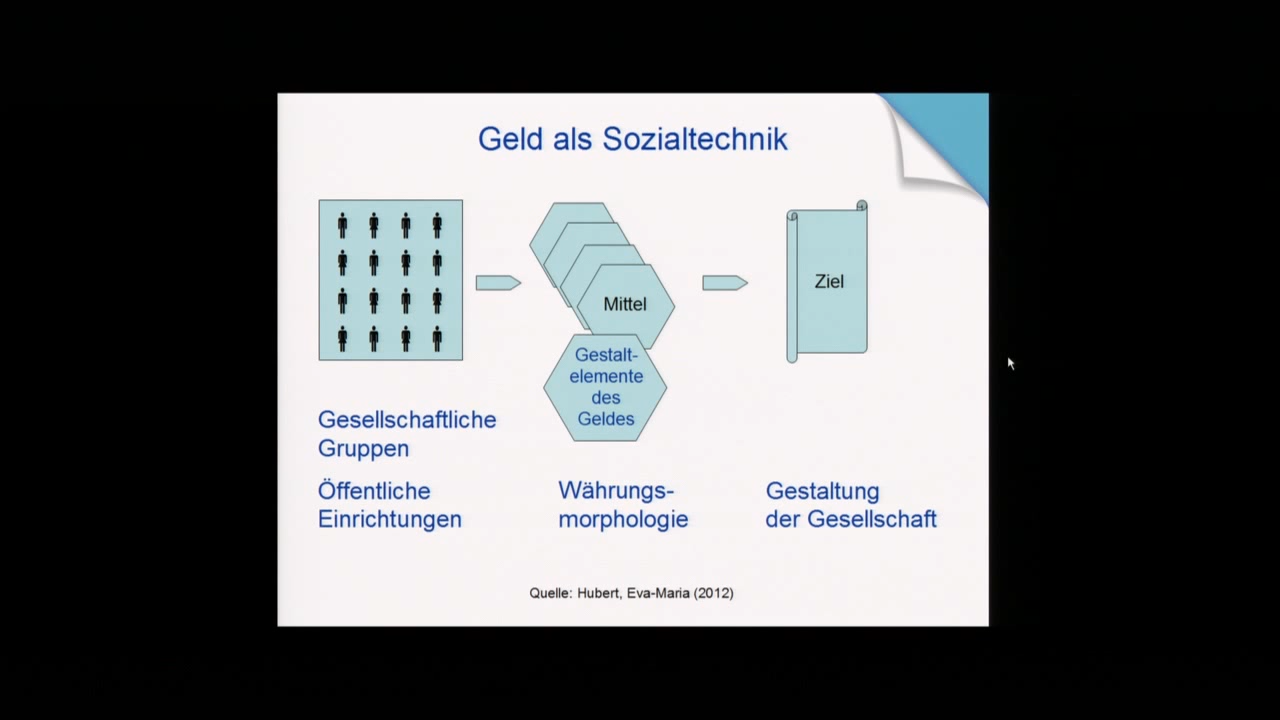 Geld als Sozialtechnik
Mittel
Ziel
Gestalt-
elemente
des
Geldes
Gesellschaftliche
Gruppen
Öffentliche
Einrichtungen
Währungs-
morphologie
Gestaltung
der Gesellschaft
Quelle: Hubert, Eva-Maria (2012)